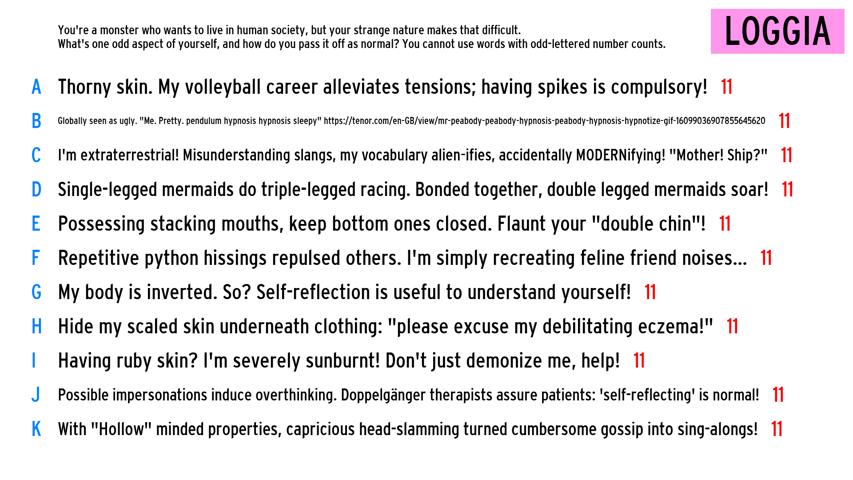 You're a monster who wants to live in human society, but your strange nature makes that difficult.
What's one odd aspect of yourself, and how do you pass it off as normal? You cannot use words with odd-lettered number counts.
LOGGIA
A Thorny skin. My volleyball career alleviates tensions; having spikes is compulsory! 11
B Globally seen as ugly. "Me. Pretty. pendulum hypnosis hypnosis sleepy" https://tenor.com/en-GB/view/mr-peabody-peabody-hypnosis-peabody-hypnosis-hypnotize-gif-16099036907855645620 11
C I'm extraterrestrial! Misunderstanding slangs, my vocabulary alien-ifies, accidentally MODERNifying! "Mother! Ship?" 11
D Single-legged mermaids do triple-legged racing. Bonded together, double legged mermaids soar! 11
E Possessing stacking mouths, keep bottom ones closed. Flaunt your "double chin"! 11
F Repetitive python hissings repulsed others. I'm simply recreating feline friend noises... 11
G My body is inverted. So? Self-reflection is useful to understand yourself! 11
H Hide my scaled skin underneath clothing: "please excuse my debilitating eczema!" 11
I Having ruby skin? I'm severely sunburnt! Don't just demonize me, help! 11
J Possible impersonations induce overthinking. Doppelgänger therapists assure patients: 'self-reflecting' is normal! 11
K With "Hollow" minded properties, capricious head-slamming turned cumbersome gossip into sing-alongs! 11